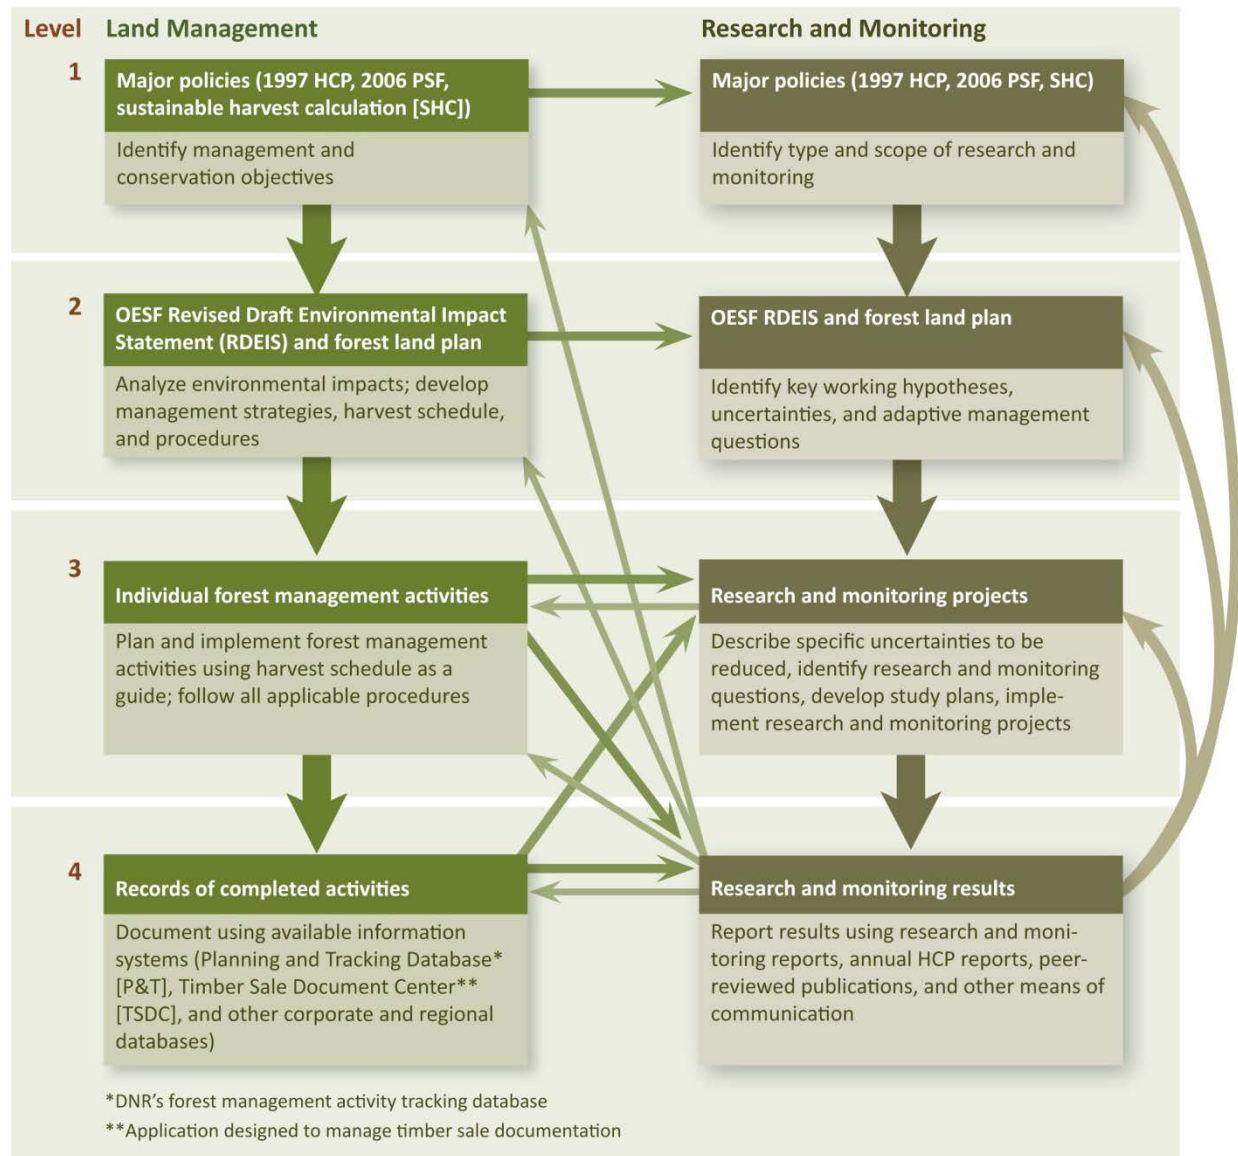 Level
Land Management
Research and Monitoring
1
Major policies (1997 HCP, 2006 PSF,
sustainable harvest calculation [SHC])
Identify management and
conservation objectives
Major policies (1997 HCP, 2006 PSF, SHC)
Identify type and scope of research and
monitoring
2
OESF Revised Draft Environmental Impact
Statement (RDEIS) and forest land plan
Analyze environmental impacts; develop
management strategies, harvest schedule,
and procedures
OESF RDEIS and forest land plan
Identify key working hypotheses,
uncertainties, and adaptive management
questions
3
Individual forest management activities
Plan and implement forest management
activities using harvest schedule as a
guide; follow all applicable procedures
Research and monitoring projects
Describe specific uncertainties to be
reduced, identify research and monitoring
questions, develop study plans, imple-
ment research and monitoring projects
4
Records of completed activities
Document using available information
systems (Planning and Tracking Database*
[P&T], Timber Sale Document Center**
[TSDC], and other corporate and regional
databases)
Research and monitoring results
Report results using research and moni-
toring reports, annual HCP reports, peer-
reviewed publications, and other means of
communication
*DNR's forest management activity tracking database
**Application designed to manage timber sale documentation